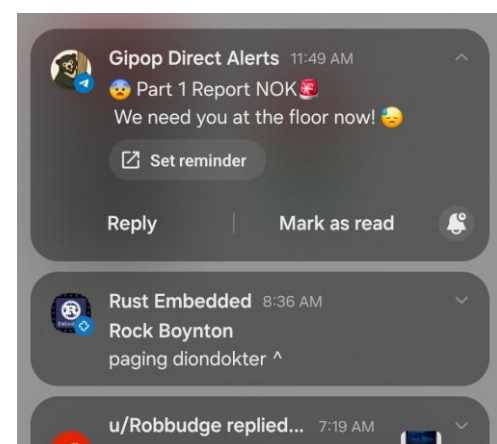 Gipop Direct Alerts 11:49 AM
😨 Part 1 Report NOK🚨
We need you at the floor now! 😓
Set reminder
Reply Mark as read
Rust Embedded 8:36 AM
Rock Boynton
paging diondokter ^
u/Robbudge replied... 7:19 AM